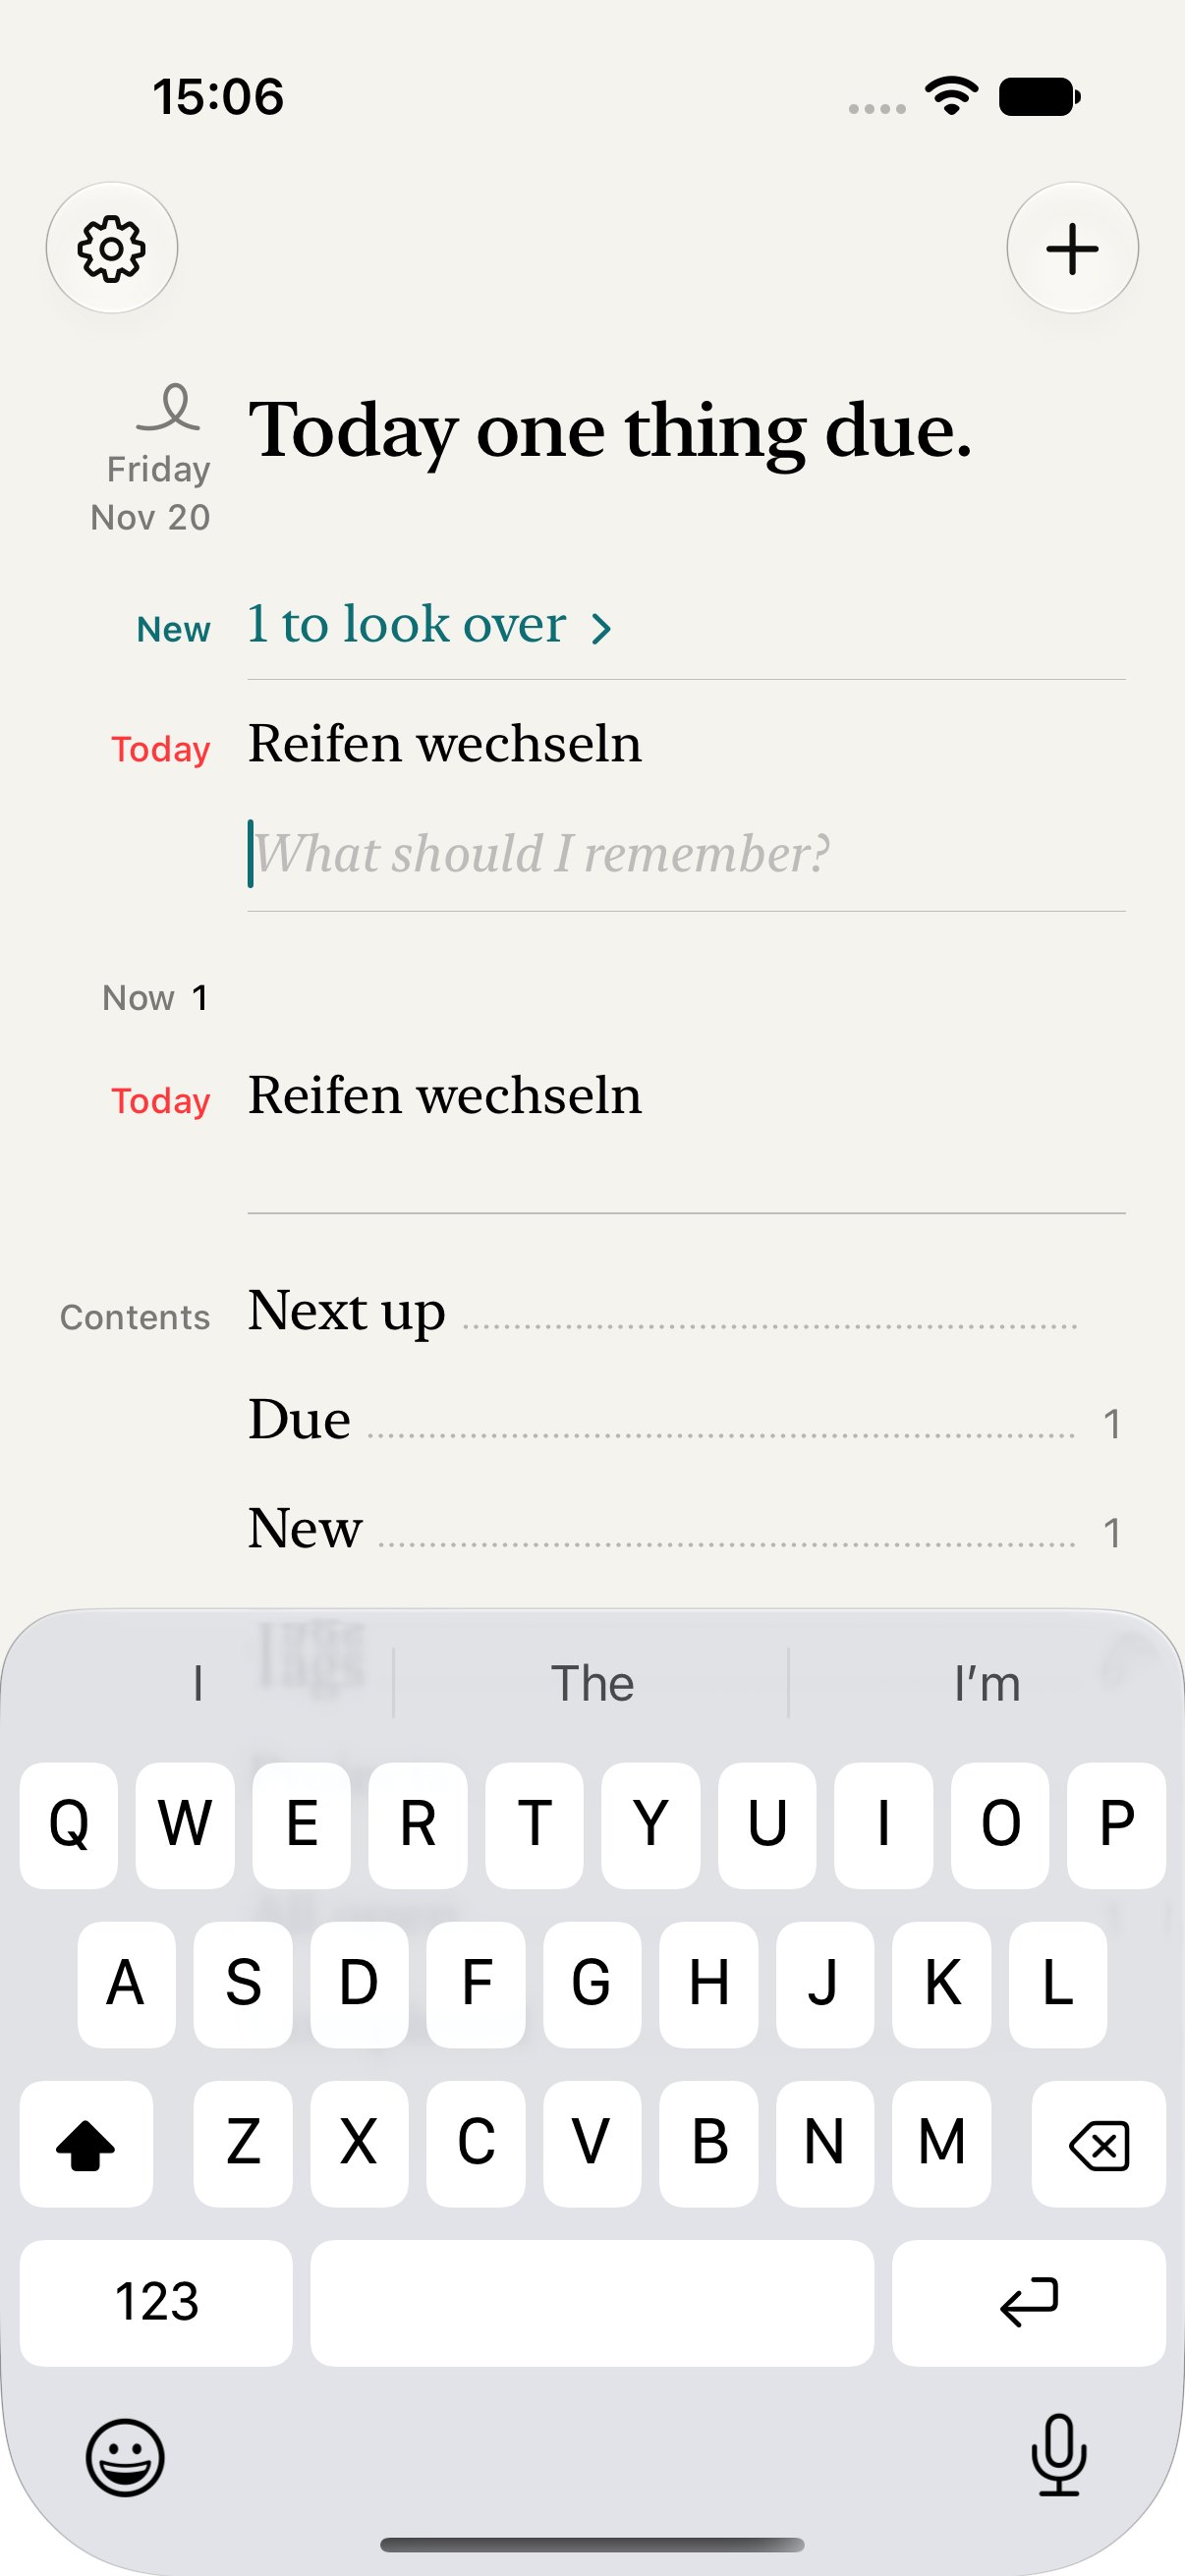 15:06
Today one thing due.
Friday
Nov 20
New 1 to look over
Today Reifen wechseln
What should I remember?
Now 1
Today Reifen wechseln
Contents Next up
Due 1
New 1
I The I'm
Q W E R T Y U I O P
A S D F G H J K L
Z X C V B N M
123